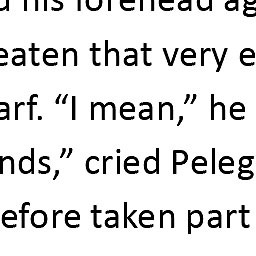 d his forehead ag
eaten that very e
arf. “I mean,” he
nds,” cried Peleg
efore taken part